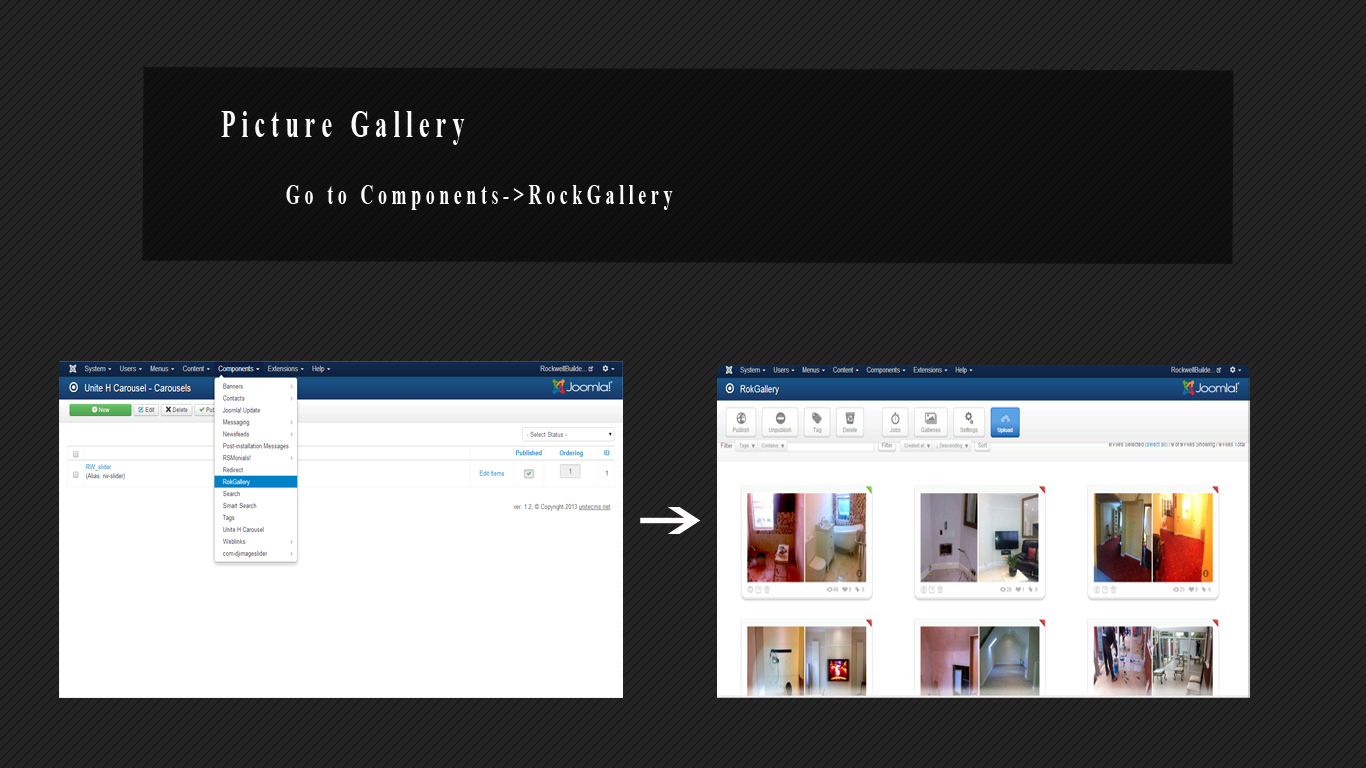 Picture Gallery
Go to Components->RockGallery
System Users Menus Content Components Extensions Help RockwellBuilde...
Unite H Carousel - Carousels Joomla!
New Edit Delete
- Select Status -
Published Ordering ID
RW_slider
(Alias: rw-slider)
Edit Items 1 1
ver: 1.2, © Copyright 2013 unitecms.net
Banners
Contacts
Joomla! Update
Messaging
Newsfeeds
Post-installation Messages
RSMonials!
Redirect
RokGallery
Search
Smart Search
Tags
Unite H Carousel
Weblinks
com-djimageslider
System Users Menus Content Components Extensions Help RockwellBuilde...
RokGallery Joomla!
Publish Unpublish Tag Delete Jobs Galleries Settings Upload
Filter Tags Contains Filter Created at Descending Sort